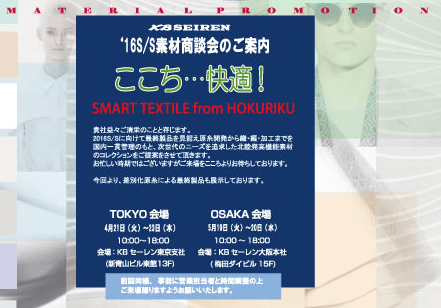 MATERIAL PROMOTION
KB SEIREN
'16S/S素材商談会のご案内
ここち…快適！
SMART TEXTILE from HOKURIKU
貴社益々ご清栄のことと存じます。
2016S/Sに向けて最終製品を見据え原糸開発から織・編・加工までを
国内一貫管理のもと、次世代のニーズを追求した北陸発高機能素材
のコレクションをご提案をさせて頂きます。
お忙しい時期ではございますがご来場をこころよりお待ちしております。
今回より、差別化原糸による最終製品も展示しております。
TOKYO 会場
4月21日（火）～23日（木）
10:00～18:00
会場：KB セーレン東京支社
（新青山ビル東館13F）
OSAKA 会場
5月19日（火）～20日（水）
10:00～18:00
会場：KB セーレン大阪本社
（梅田ダイビル 15F）
前回同様、事前に営業担当者と時間調整の上
ご来場賜りますようお願いいたします。